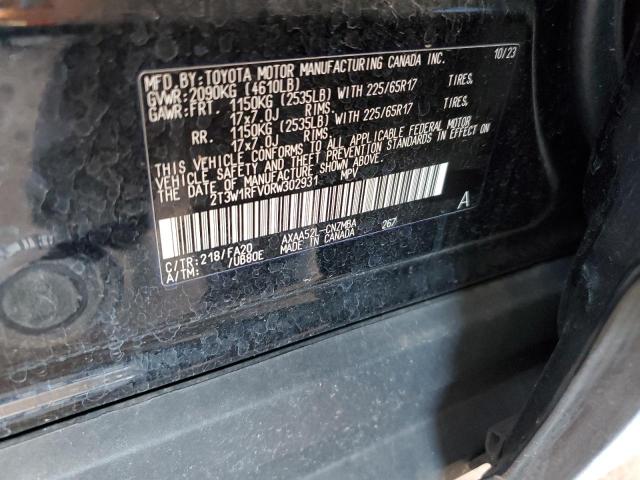 MFD. BY: TOYOTA MOTOR MANUFACTURING CANADA INC. 10/23
GVWR: 2090KG (4610LB)
GAWR: FRT. 1150KG (2535LB) WITH 225/65R17 TIRES,
17x7.0J RIMS,
RR. 1150KG (2535LB) WITH 225/65R17 TIRES,
17x7.0J RIMS,
THIS VEHICLE CONFORMS TO ALL APPLICABLE FEDERAL MOTOR
VEHICLE SAFETY AND THEFT PREVENTION STANDARDS IN EFFECT ON
THE DATE OF MANUFACTURE SHOWN ABOVE.
2T3W1RFV0RW302931 MPV
A
C/TR: 218/FA20 AXAA52L-CNZMBA 267
A/TM: /UB80E MADE IN CANADA